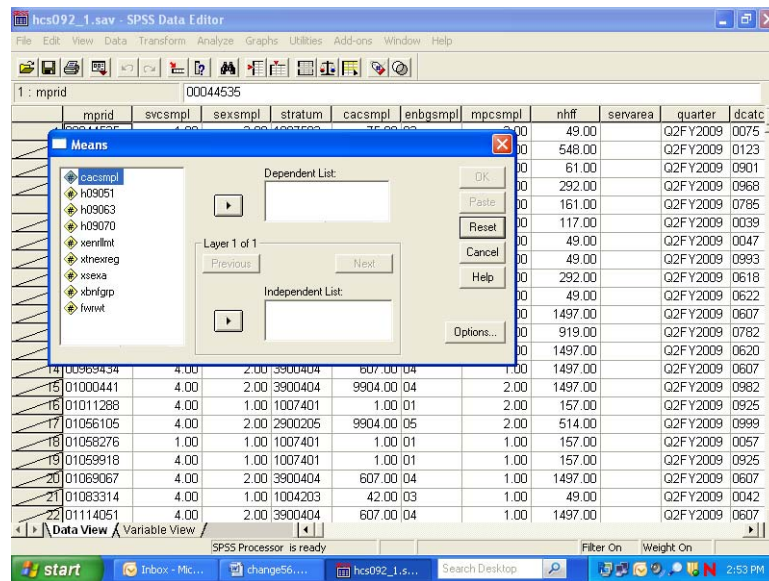 hcs092_1.sav - SPSS Data Editor
File Edit View Data Transform Analyze Graphs Utilities Add-ons Window Help
1 : mprid 00044535
mprid svcsmpl sexsmpl stratum cacsmpl enbgsmpl mpcsmpl nhff servarea quarter dcatc
49.00 Q2FY2009 0075
Means
548.00 Q2FY2009 0123
cacsmpl
h09051
h09063
h09070
xenrllmt
xtnexreg
xsexa
xbnfgrp
fwrwt
Dependent List:
Layer 1 of 1
Previous Next
Independent List:
OK
Paste
Reset
Cancel
Help
Options...
61.00 Q2FY2009 0901
292.00 Q2FY2009 0968
161.00 Q2FY2009 0785
117.00 Q2FY2009 0039
49.00 Q2FY2009 0047
49.00 Q2FY2009 0993
292.00 Q2FY2009 0618
49.00 Q2FY2009 0622
1497.00 Q2FY2009 0607
919.00 Q2FY2009 0782
1497.00 Q2FY2009 0620
14 00969434 4.00 2.00 3900404 607.00 04 1.00 1497.00 Q2FY2009 0607
15 01000441 4.00 2.00 3900404 9904.00 04 2.00 1497.00 Q2FY2009 0982
16 01011288 4.00 1.00 1007401 1.00 01 2.00 157.00 Q2FY2009 0925
17 01056105 4.00 2.00 2900205 9904.00 05 2.00 514.00 Q2FY2009 0999
18 01058276 1.00 1.00 1007401 1.00 01 1.00 157.00 Q2FY2009 0057
19 01059918 4.00 1.00 1007401 1.00 01 1.00 157.00 Q2FY2009 0925
20 01069067 4.00 2.00 3900404 607.00 04 1.00 1497.00 Q2FY2009 0607
21 01083314 4.00 1.00 1004203 42.00 03 1.00 49.00 Q2FY2009 0042
22 01114051 4.00 2.00 3900404 607.00 04 1.00 1497.00 Q2FY2009 0607
Data View Variable View
SPSS Processor is ready Filter On Weight On
start Inbox - Mic... change56.... hcs092_1.s... Search Desktop 2:53 PM